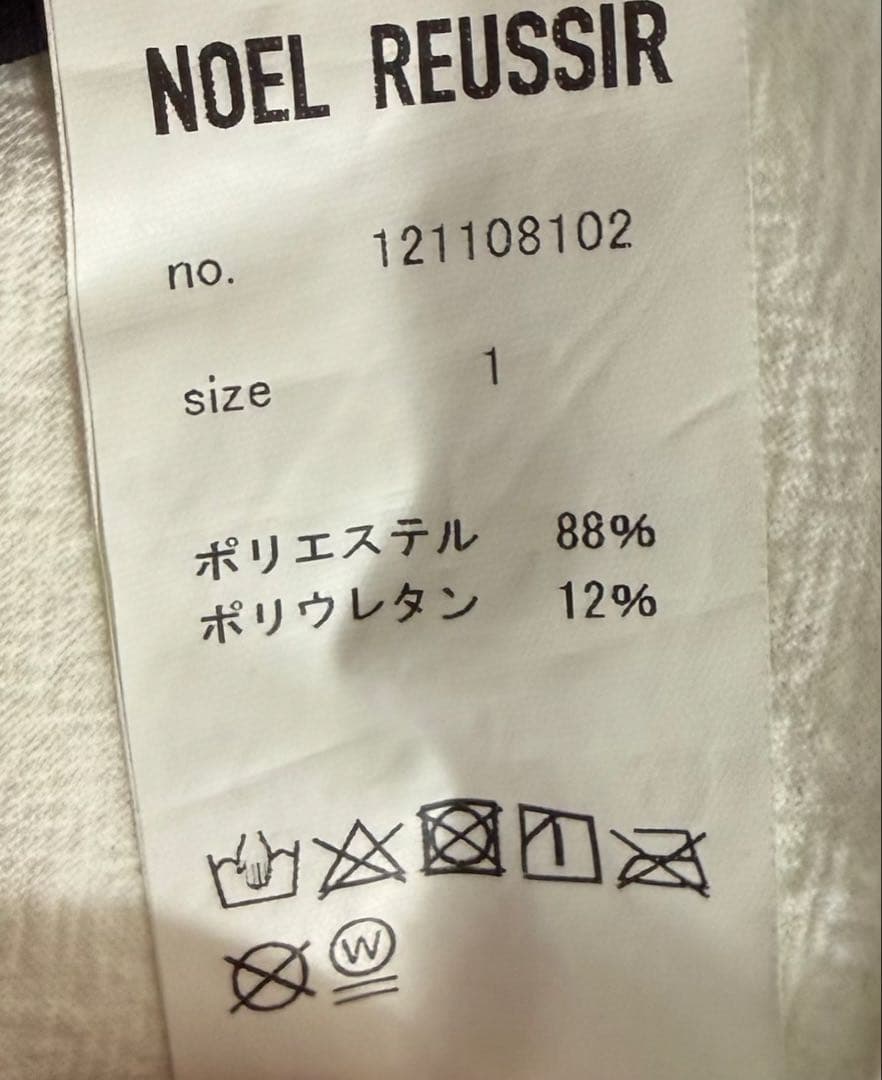 NOEL REUSSIR
no. 121108102
size 1
ポリエステル 88%
ポリウレタン 12%
W